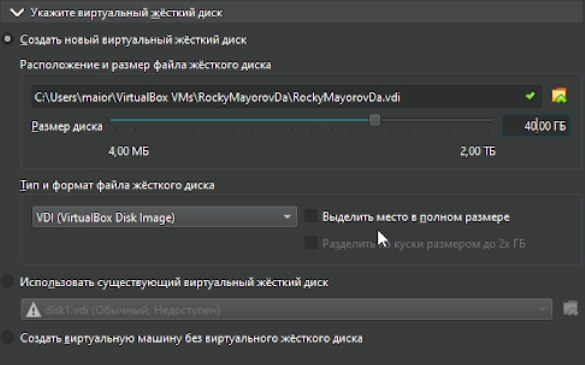 Укажите виртуальный жёсткий диск
Создать новый виртуальный жёсткий диск
Расположение и размер файла жёсткого диска
C:\Users\maior\VirtualBox VMs\RockyMayorovDa\RockyMayorovDa.vdi
Размер диска
40,00 ГБ
4,00 МБ 2,00 ТБ
Тип и формат файла жёсткого диска
VDI (VirtualBox Disk Image)
Выделить место в полном размере
Разделить на куски размером до 2х ГБ
Использовать существующий виртуальный жёсткий диск
disk1.vdi (Обычный, Недоступен)
Создать виртуальную машину без виртуального жёсткого диска